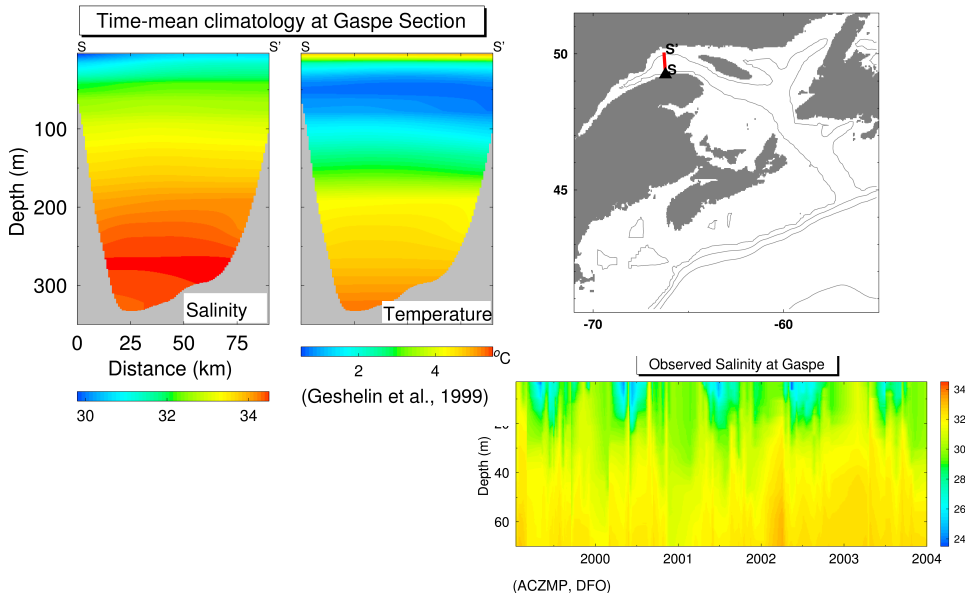 Time-mean climatology at Gaspe Section
S S' S S'
100
200
300
Depth (m)
Salinity
Temperature
0 25 50 75
Distance (km)
30 32 34
2 4 °C
(Geshelin et al., 1999)
50
45
S'
S
-70 -60
Observed Salinity at Gaspe
40
60
Depth (m)
2000 2001 2002 2003 2004
34
32
30
28
26
24
(ACZMP, DFO)